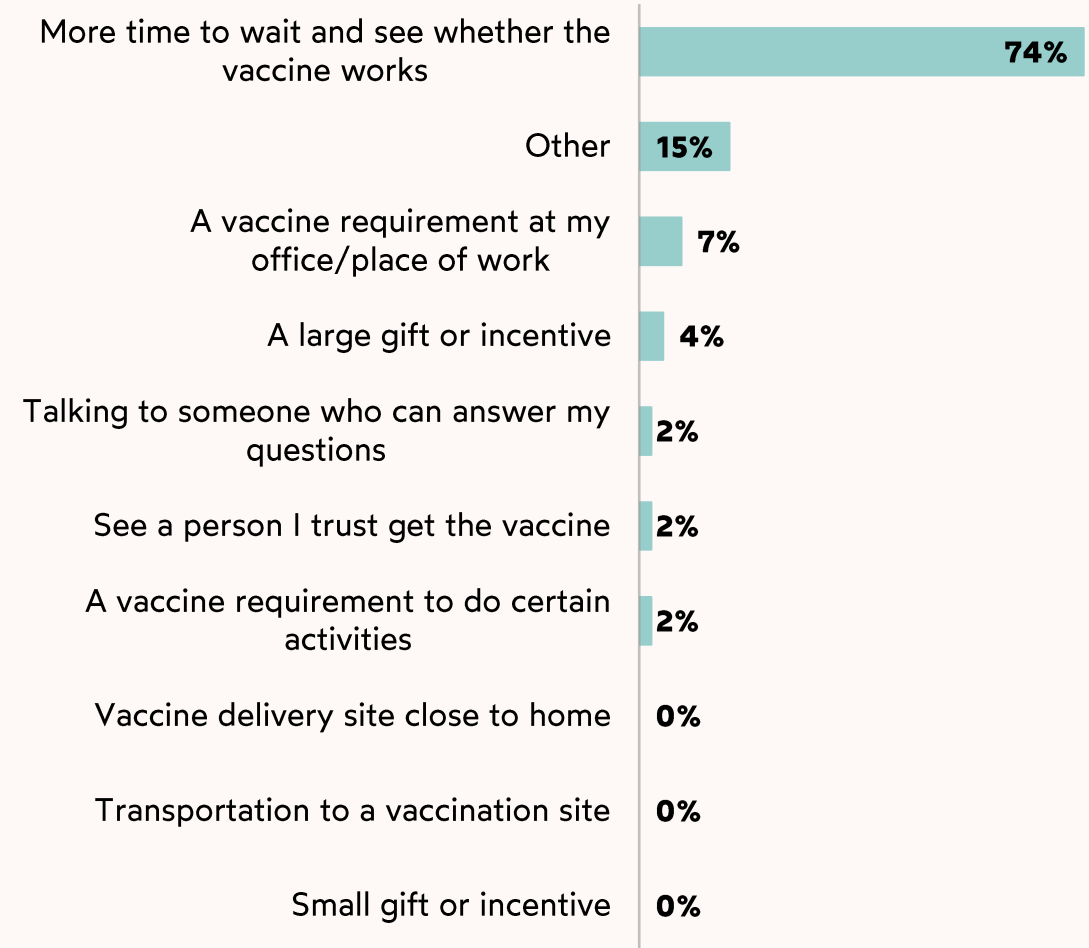 More time to wait and see whether the
vaccine works
74%
Other
15%
A vaccine requirement at my
office/place of work
7%
A large gift or incentive
4%
Talking to someone who can answer my
questions
2%
See a person I trust get the vaccine
2%
A vaccine requirement to do certain
activities
2%
Vaccine delivery site close to home
0%
Transportation to a vaccination site
0%
Small gift or incentive
0%